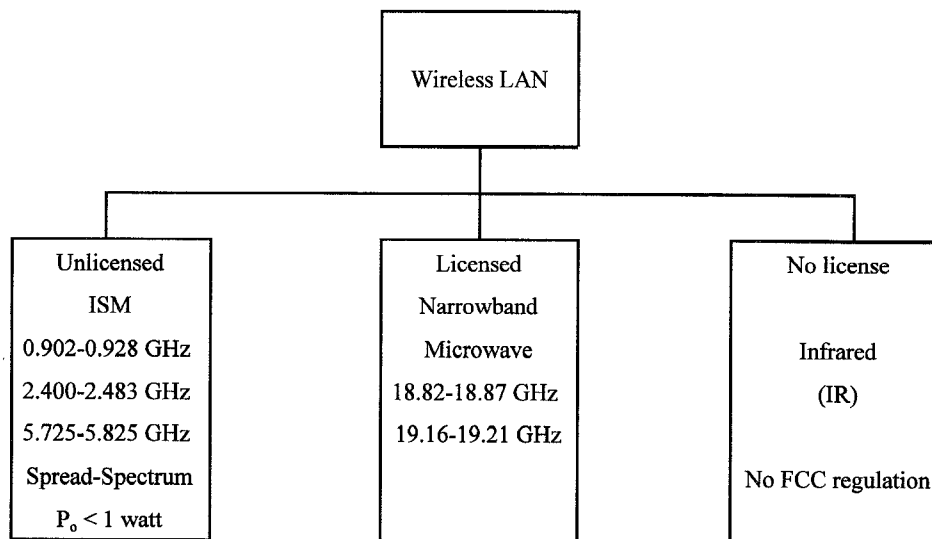 Wireless LAN
Unlicensed
ISM
0.902-0.928 GHz
2.400-2.483 GHz
5.725-5.825 GHz
Spread-Spectrum
Pₒ < 1 watt
Licensed
Narrowband
Microwave
18.82-18.87 GHz
19.16-19.21 GHz
No license
Infrared
(IR)
No FCC regulation